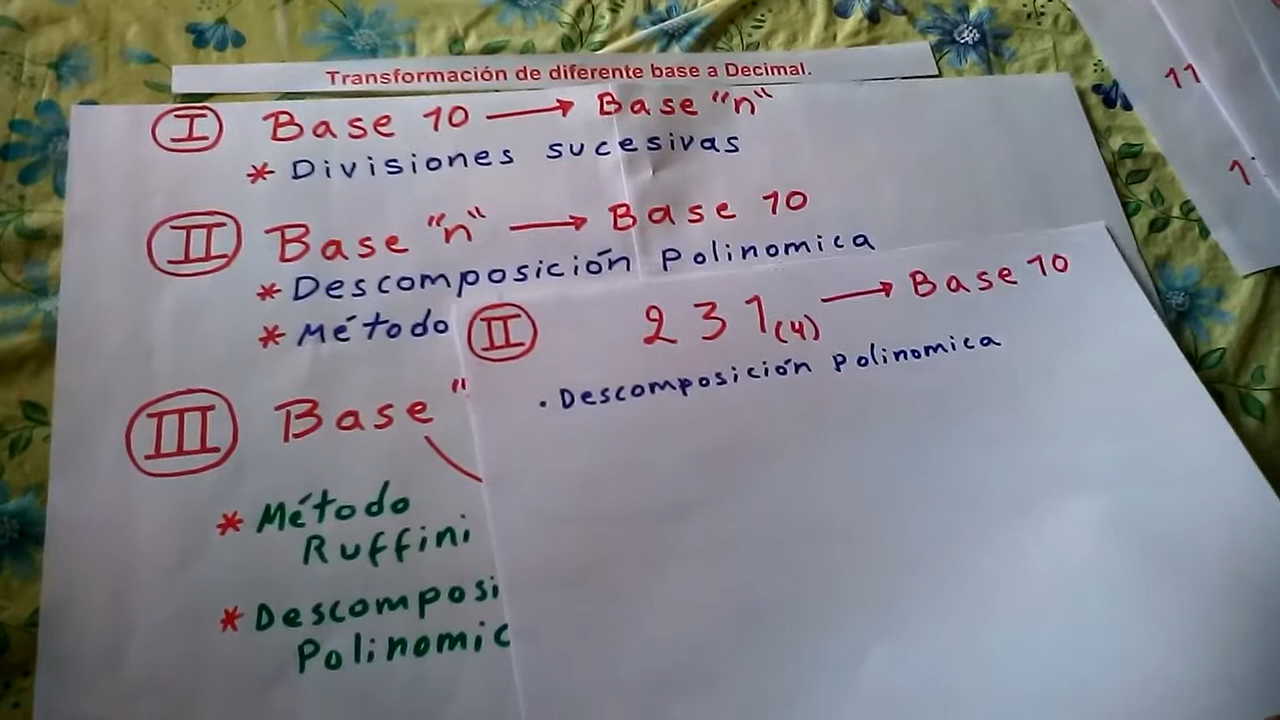 Transformación de diferente base a Decimal.
I Base 10 → Base "n"
* Divisiones sucesivas
II Base "n" → Base 10
* Descomposición Polinomica
* Método
III Base "
* Método
Ruffini
* Descomposi
Polinomic
II 231(4) → Base 10
. Descomposición Polinomica
11
1